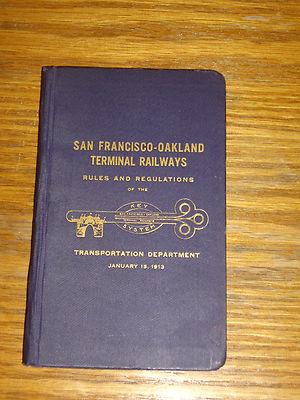 SAN FRANCISCO-OAKLAND
TERMINAL RAILWAYS
RULES AND REGULATIONS
OF THE
KEY
SYSTEM
TRANSPORTATION DEPARTMENT
JANUARY 15, 1913